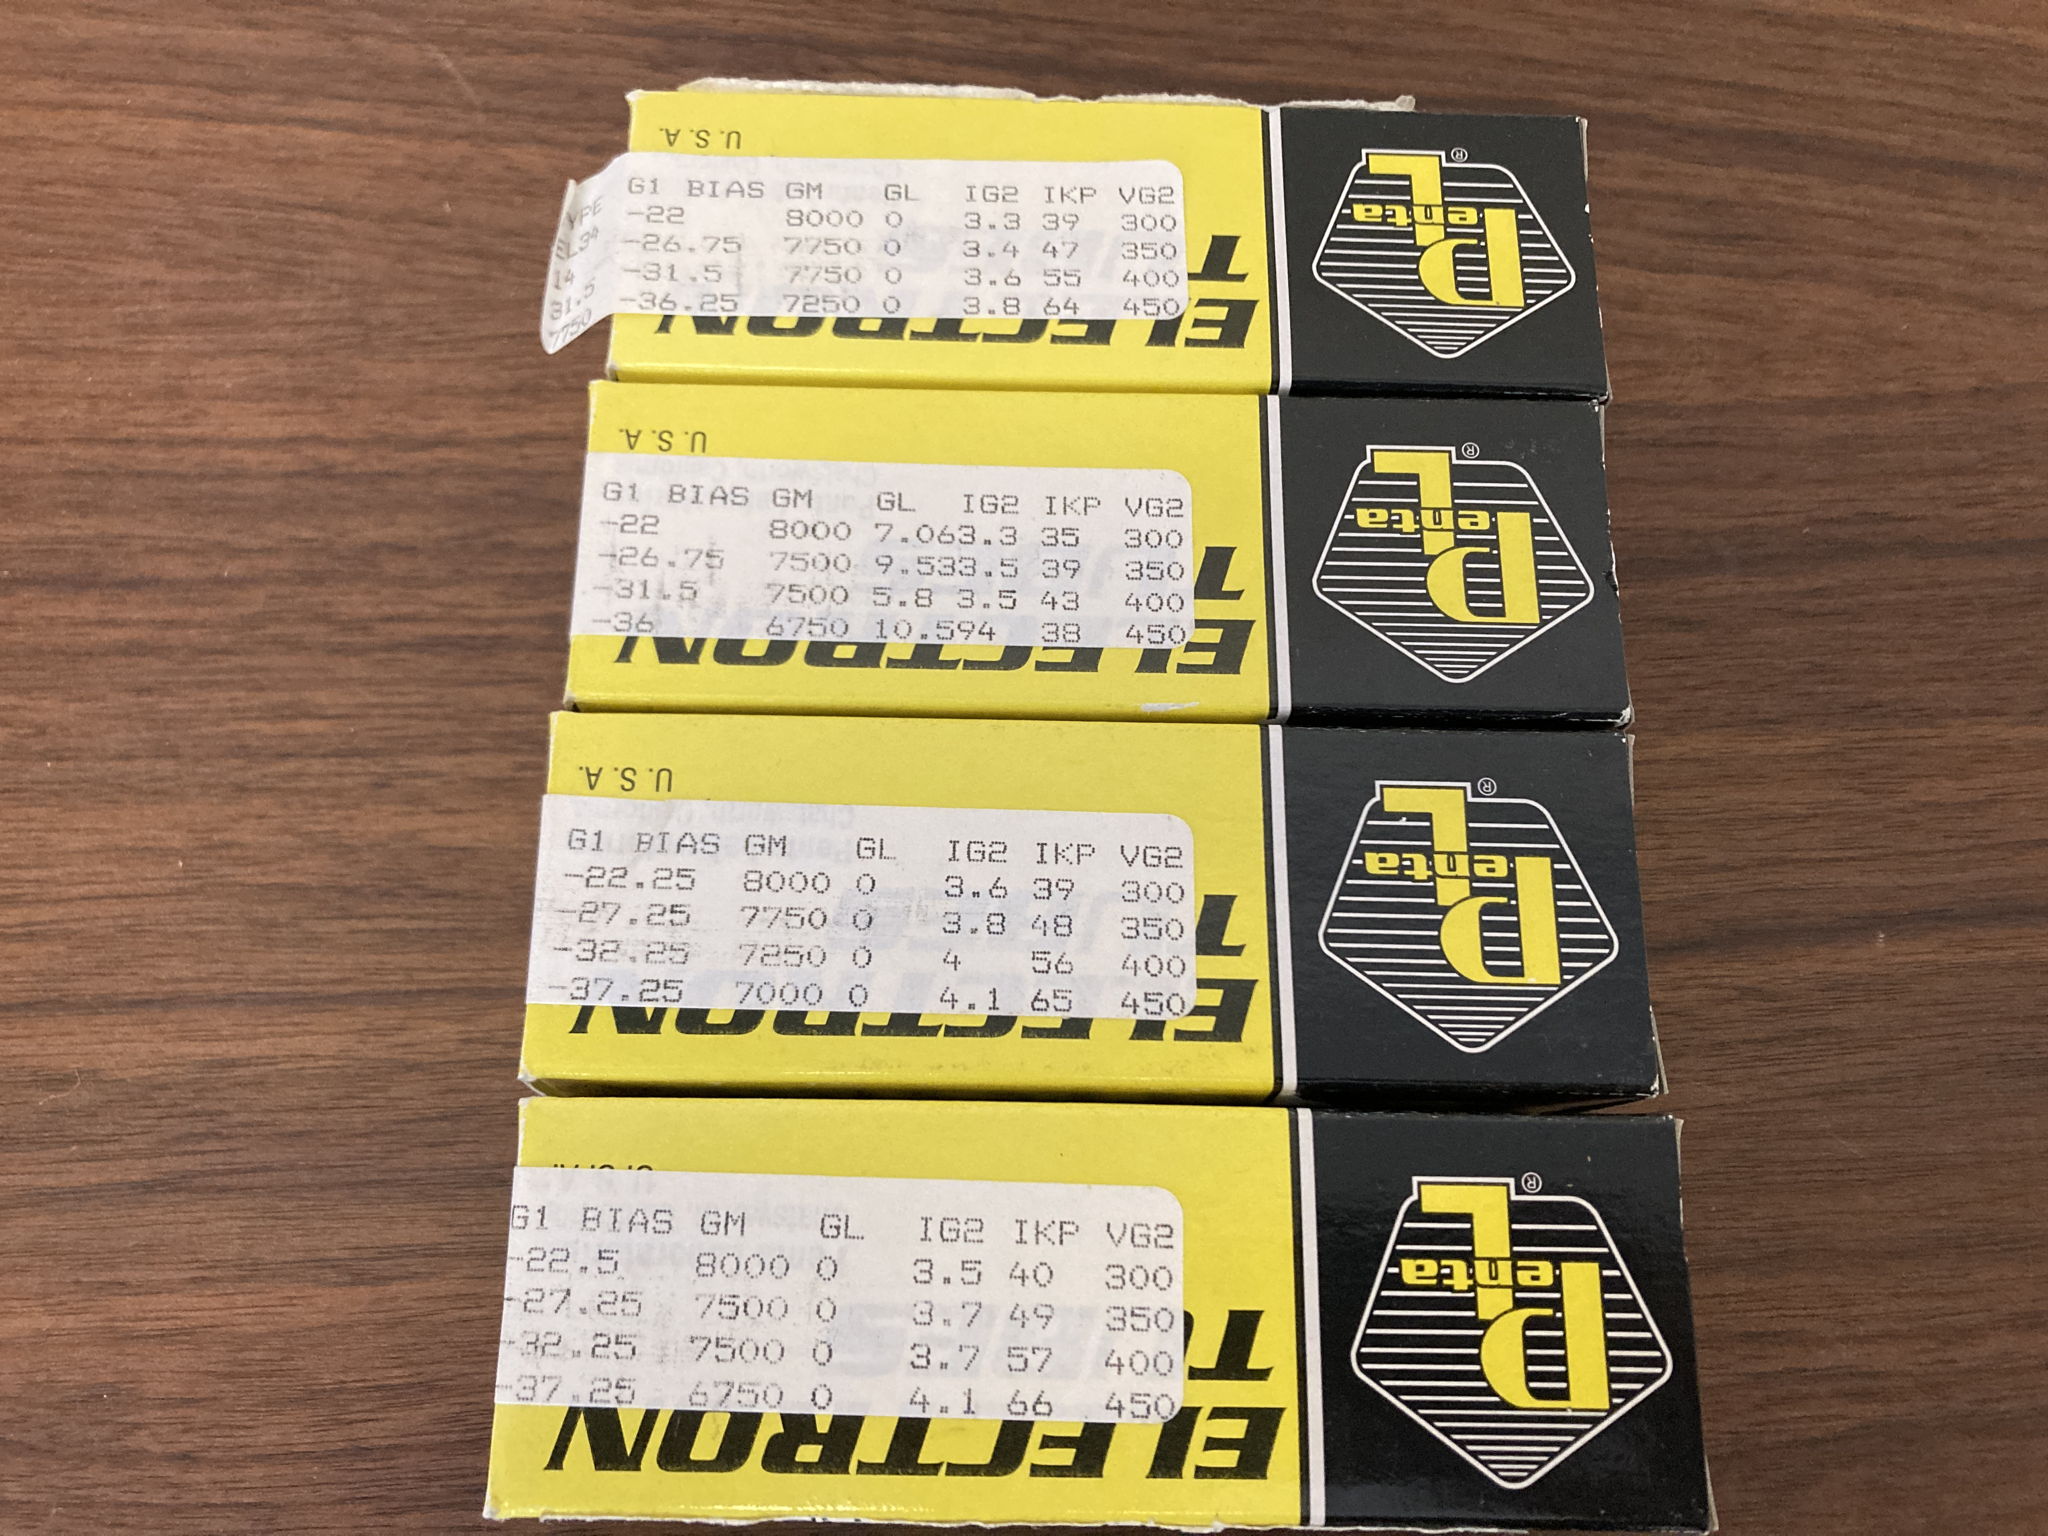 U. S. A.
G1 BIAS GM GL IG2 IKP VG2
-22 8000 0 3.3 39 300
-26.75 7750 0 3.4 47 350
-31.5 7750 0 3.6 55 400
-36.25 7250 0 3.8 64 450
YPE
EL34
14
31.5
7750
ELECTRON
Penta
®
U. S. A.
G1 BIAS GM GL IG2 IKP VG2
-22 8000 7.063.3 35 300
-26.75 7500 9.533.5 39 350
-31.5 7500 5.8 3.5 43 400
-36 6750 10.594 38 450
ELECTRON
Penta
®
U. S. A.
G1 BIAS GM GL IG2 IKP VG2
-22.25 8000 0 3.6 39 300
-27.25 7750 0 3.8 48 350
-32.25 7250 0 4 56 400
-37.25 7000 0 4.1 65 450
ELECTRON
Penta
®
G1 BIAS GM GL IG2 IKP VG2
-22.5 8000 0 3.5 40 300
-27.25 7500 0 3.7 49 350
-32.25 7500 0 3.7 57 400
-37.25 6750 0 4.1 66 450
ELECTRON
Penta
®